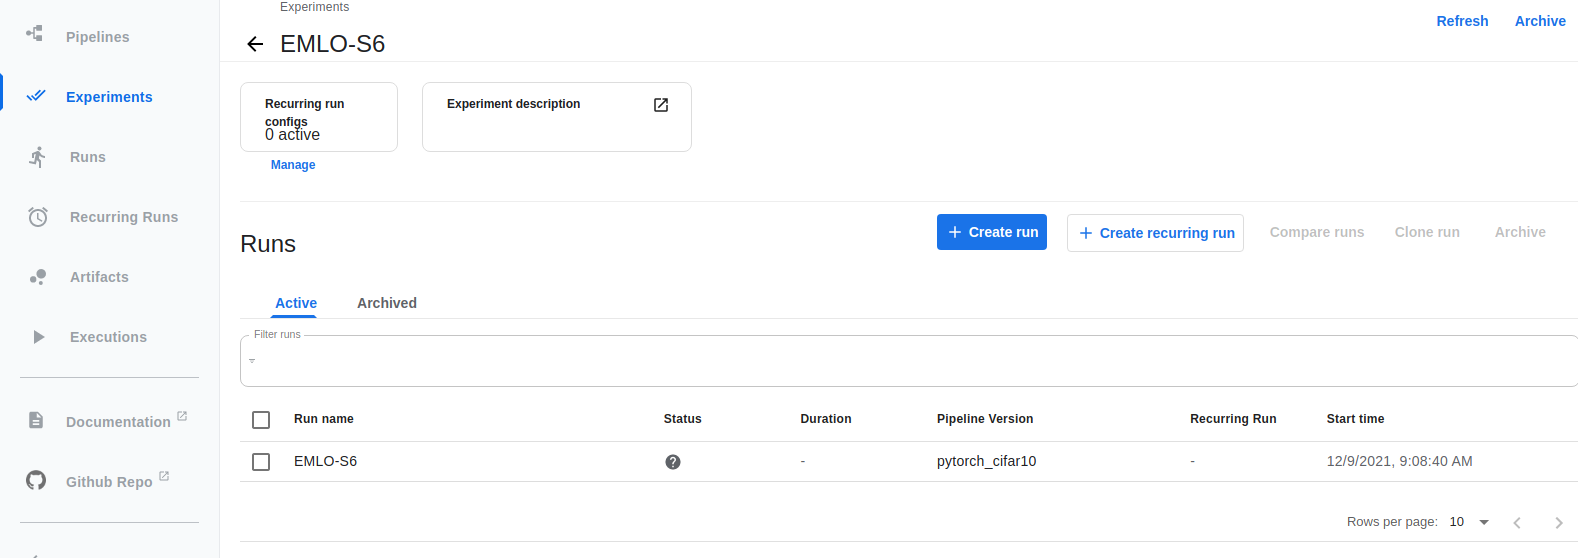 Pipelines
Experiments
Runs
Recurring Runs
Artifacts
Executions
Documentation
Github Repo
Experiments
EMLO-S6
Refresh Archive
Recurring run
configs
0 active
Manage
Experiment description
Runs
Create run
Create recurring run
Compare runs
Clone run
Archive
Active Archived
Filter runs
Run name Status Duration Pipeline Version Recurring Run Start time
EMLO-S6 - pytorch_cifar10 - 12/9/2021, 9:08:40 AM
Rows per page: 10